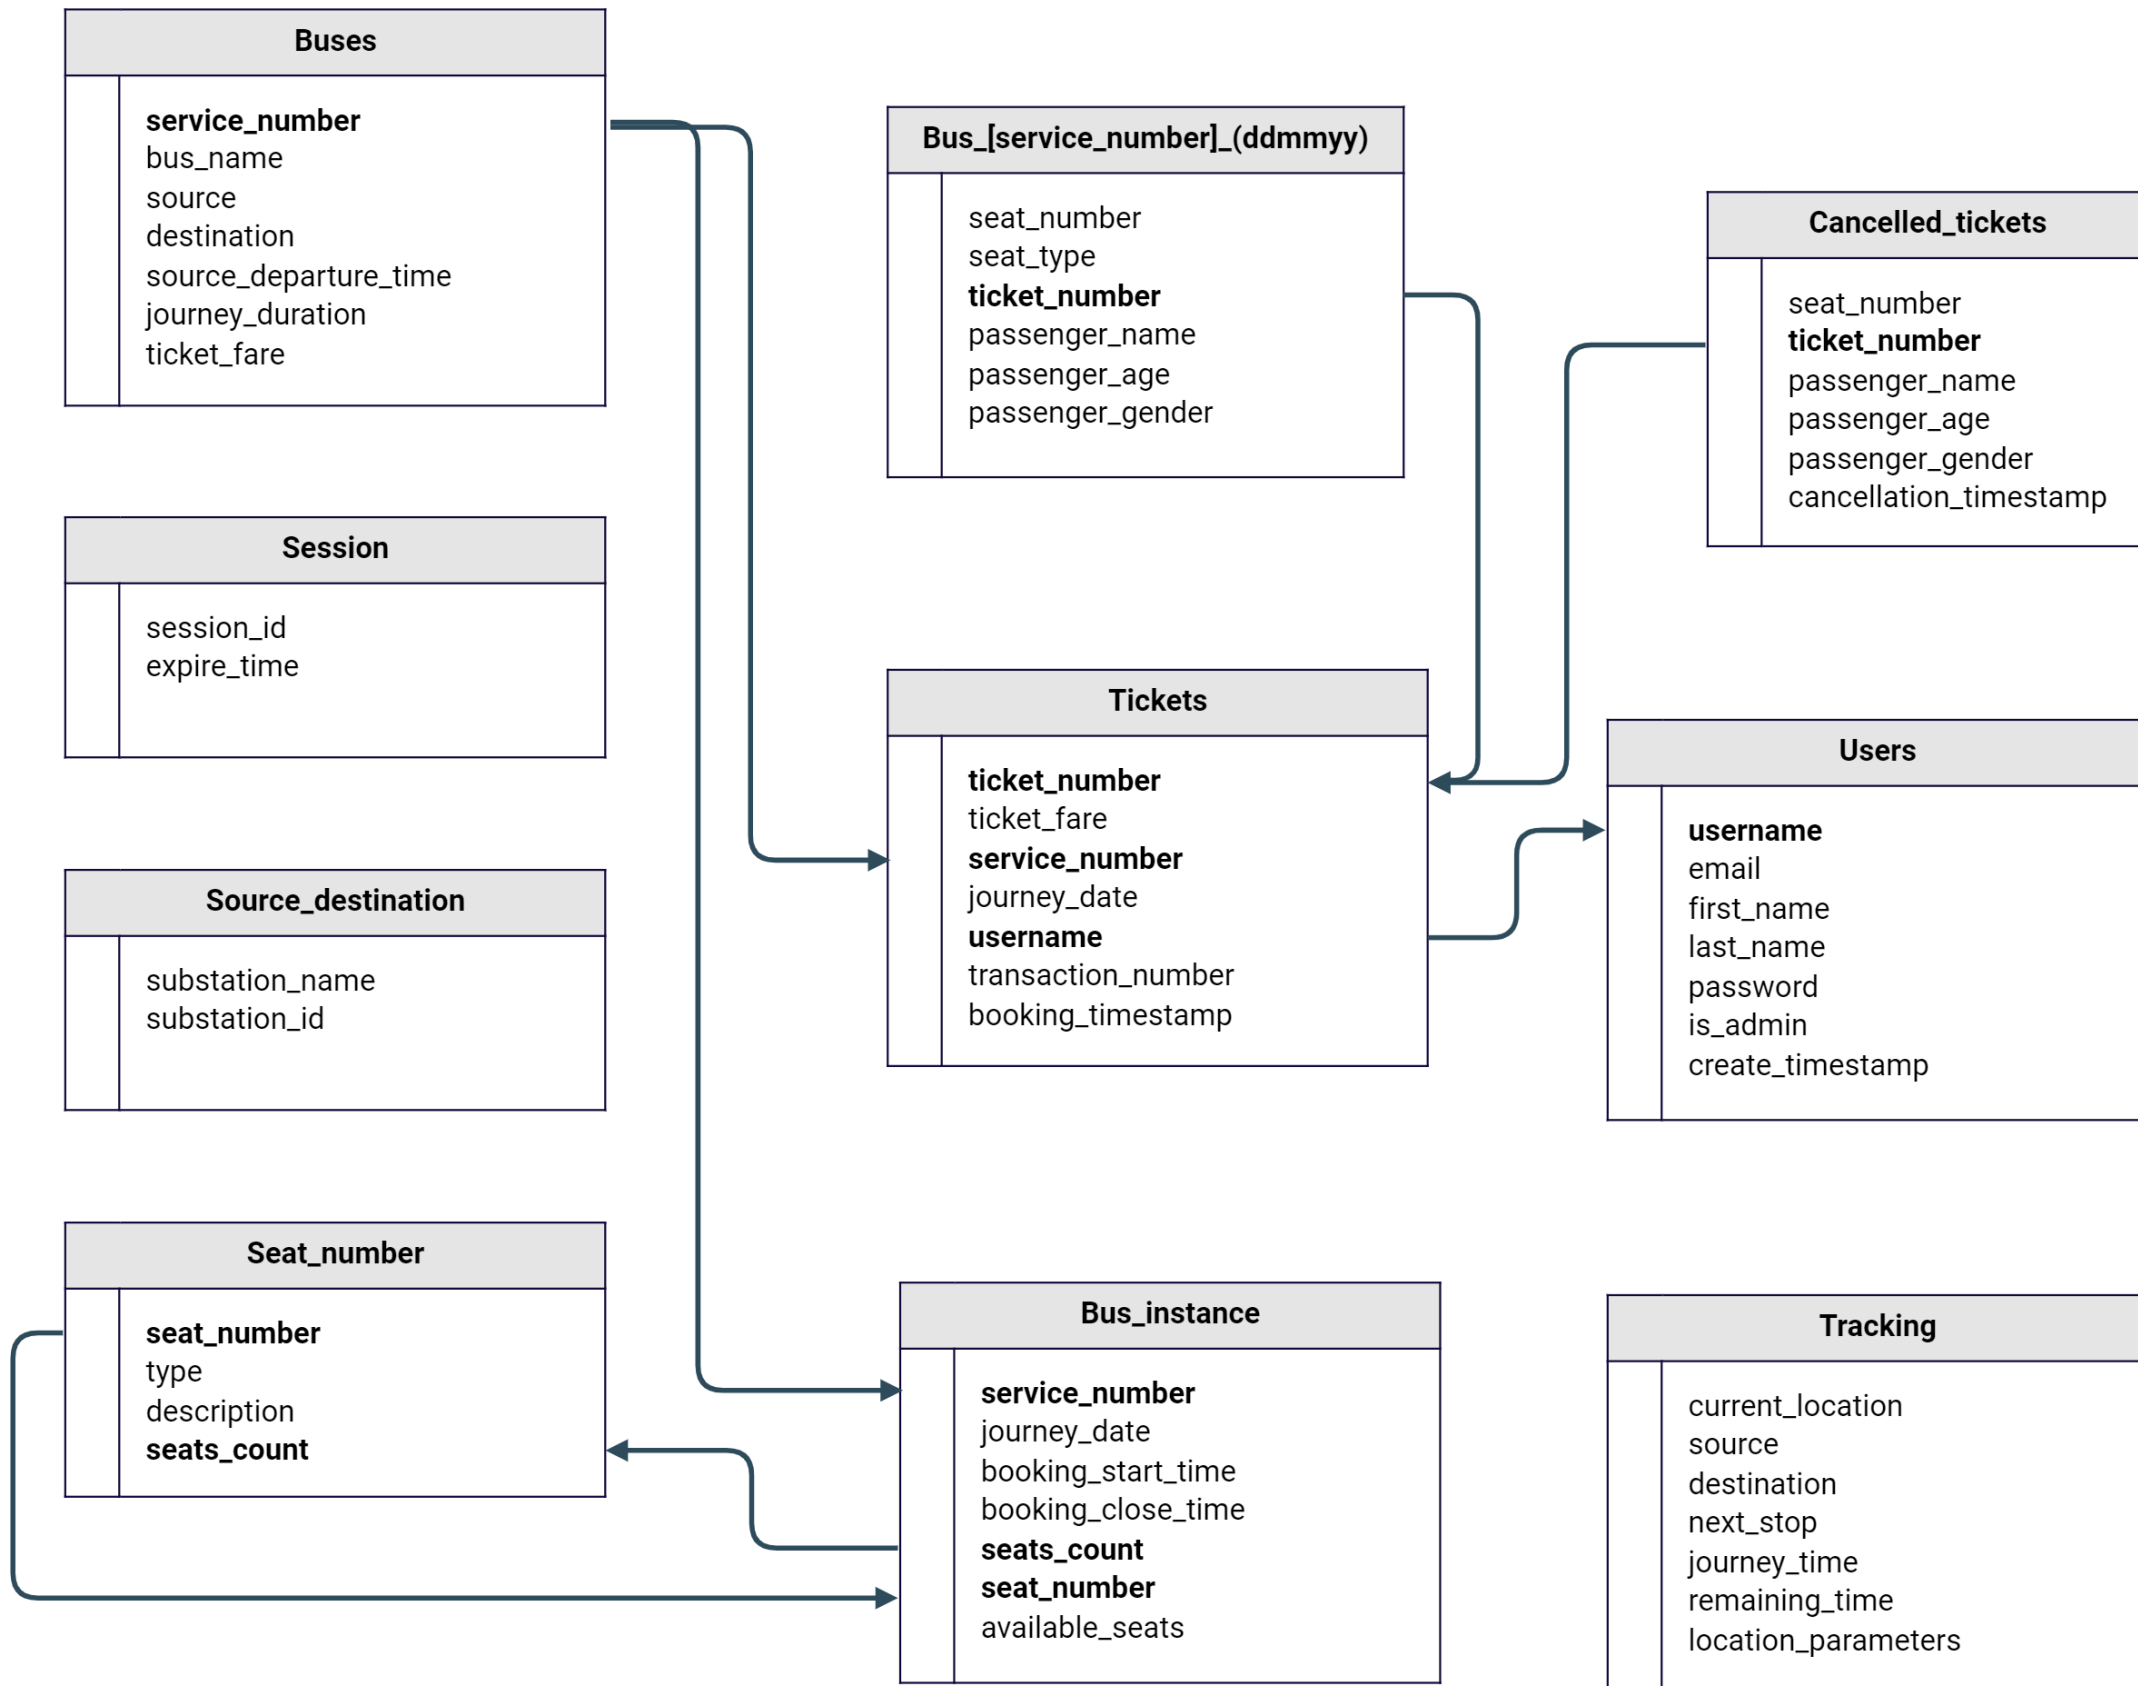 Buses
service_number
bus_name
source
destination
source_departure_time
journey_duration
ticket_fare
Session
session_id
expire_time
Source_destination
substation_name
substation_id
Seat_number
seat_number
type
description
seats_count
Bus_[service_number]_(ddmmyy)
seat_number
seat_type
ticket_number
passenger_name
passenger_age
passenger_gender
Tickets
ticket_number
ticket_fare
service_number
journey_date
username
transaction_number
booking_timestamp
Bus_instance
service_number
journey_date
booking_start_time
booking_close_time
seats_count
seat_number
available_seats
Cancelled_tickets
seat_number
ticket_number
passenger_name
passenger_age
passenger_gender
cancellation_timestamp
Users
username
email
first_name
last_name
password
is_admin
create_timestamp
Tracking
current_location
source
destination
next_stop
journey_time
remaining_time
location_parameters